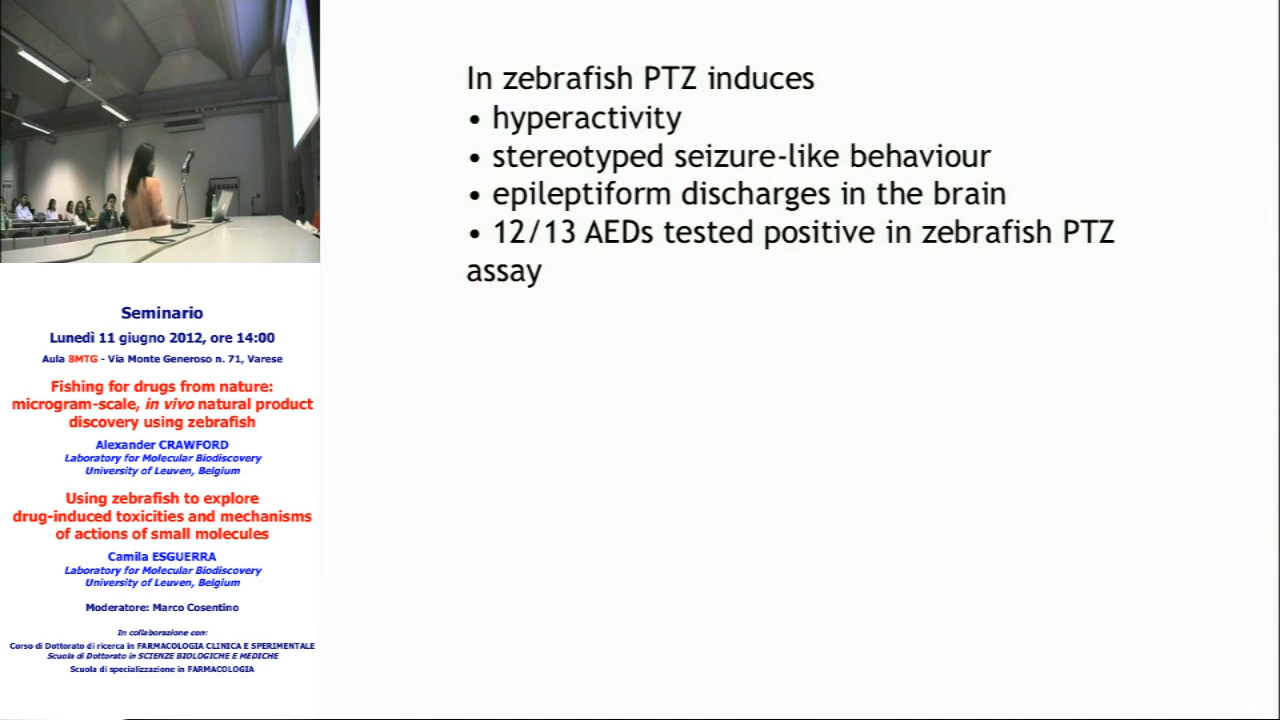 In zebrafish PTZ induces
• hyperactivity
• stereotyped seizure-like behaviour
• epileptiform discharges in the brain
• 12/13 AEDs tested positive in zebrafish PTZ
assay
Seminario
Lunedì 11 giugno 2012, ore 14:00
Aula 8MTG - Via Monte Generoso n. 71, Varese
Fishing for drugs from nature:
microgram-scale, in vivo natural product
discovery using zebrafish
Alexander CRAWFORD
Laboratory for Molecular Biodiscovery
University of Leuven, Belgium
Using zebrafish to explore
drug-induced toxicities and mechanisms
of actions of small molecules
Camila ESGUERRA
Laboratory for Molecular Biodiscovery
University of Leuven, Belgium
Moderatore: Marco Cosentino
In collaborazione con:
Corso di Dottorato di ricerca in FARMACOLOGIA CLINICA E SPERIMENTALE
Scuola di Dottorato in SCIENZE BIOLOGICHE E MEDICHE
Scuola di specializzazione in FARMACOLOGIA